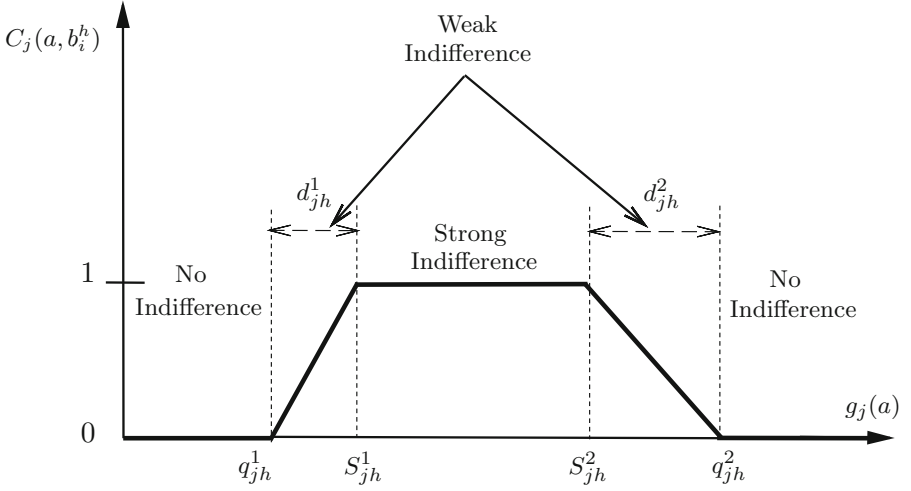 C_j(a, b_i^h)
Weak
Indifference
d_{jh}^1
d_{jh}^2
Strong
Indifference
1
No
Indifference
No
Indifference
g_j(a)
0
q_{jh}^1
S_{jh}^1
S_{jh}^2
q_{jh}^2